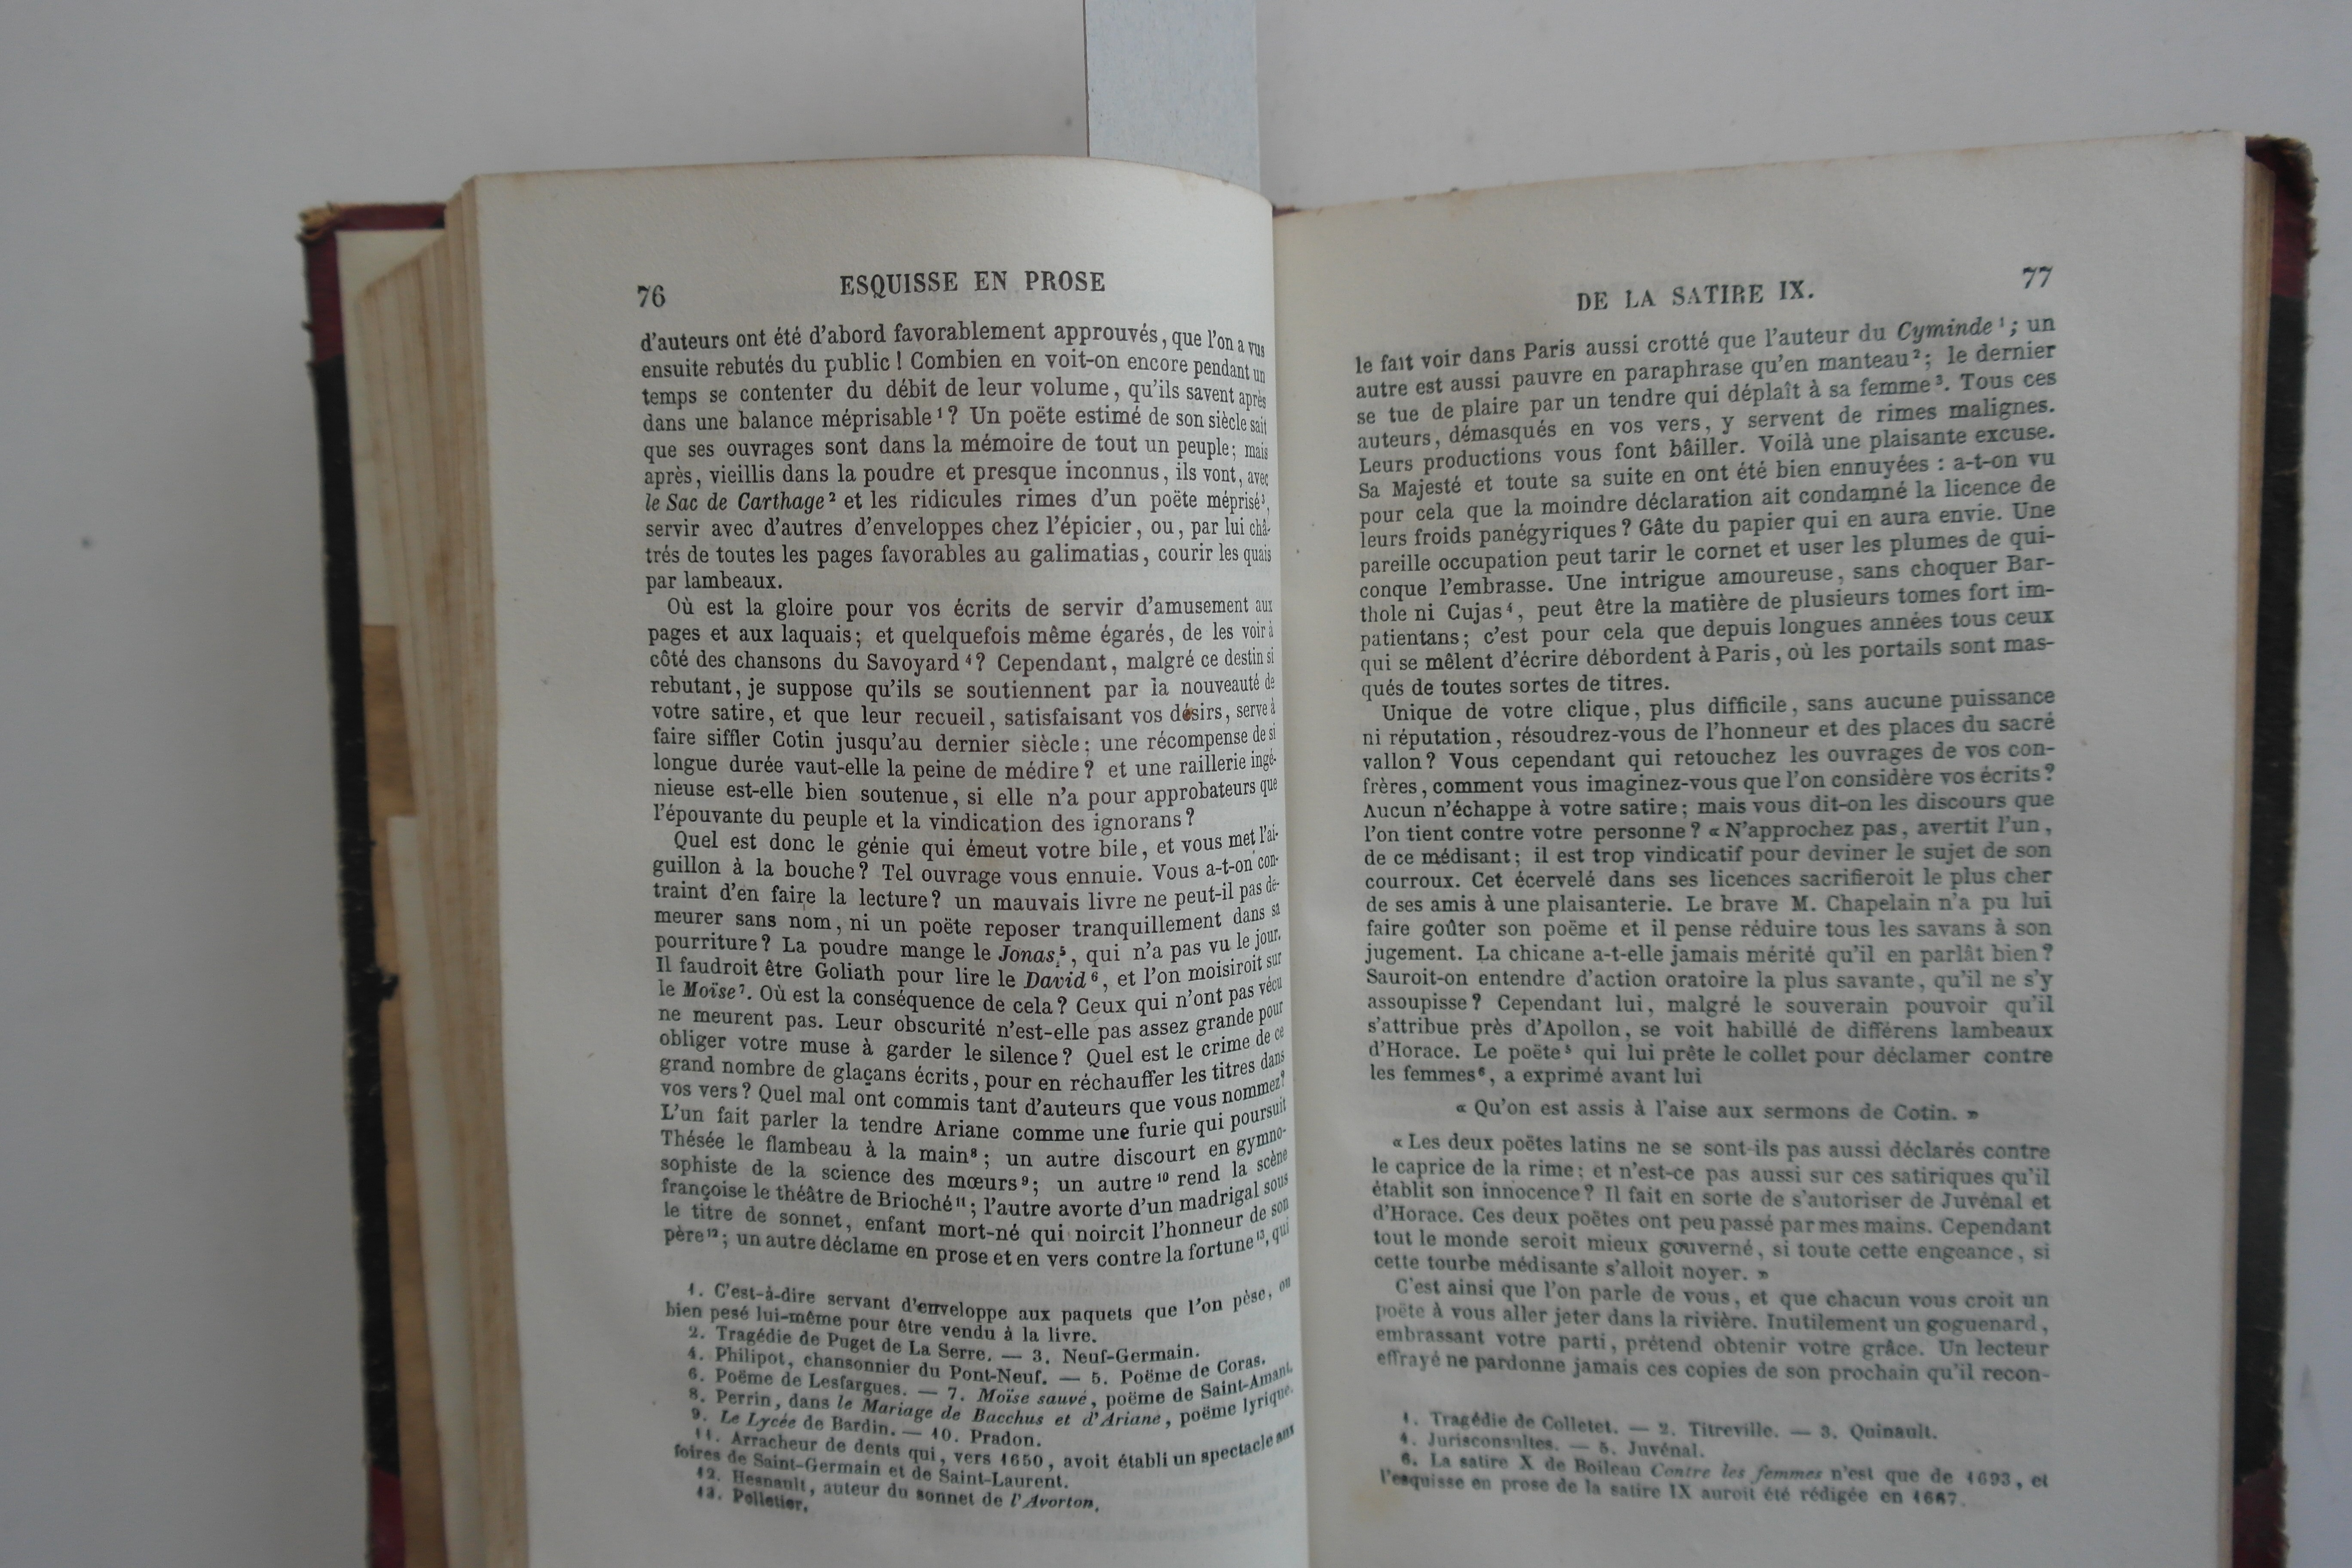 76
ESQUISSE EN PROSE
d'auteurs ont été d'abord favorablement approuvés, que l'on a vus
ensuite rebutés du public ! Combien en voit-on encore pendant un
temps se contenter du débit de leur volume, qu'ils savent après
dans une balance méprisable¹? Un poëte estimé de son siècle sait
que ses ouvrages sont dans la mémoire de tout un peuple; mais
après, vieillis dans la poudre et presque inconnus, ils vont, avec
le Sac de Carthage² et les ridicules rimes d'un poëte méprisé³,
servir avec d'autres d'enveloppes chez l'épicier, ou, par lui châ-
trés de toutes les pages favorables au galimatias, courir les quais
par lambeaux.
Où est la gloire pour vos écrits de servir d'amusement aux
pages et aux laquais; et quelquefois même égarés, de les voir à
côté des chansons du Savoyard⁴? Cependant, malgré ce destin si
rebutant, je suppose qu'ils se soutiennent par la nouveauté de
votre satire, et que leur recueil, satisfaisant vos désirs, serve à
faire siffler Cotin jusqu'au dernier siècle; une récompense de si
longue durée vaut-elle la peine de médire? et une raillerie ingé-
nieuse est-elle bien soutenue, si elle n'a pour approbateurs que
l'épouvante du peuple et la vindication des ignorans?
Quel est donc le génie qui émeut votre bile, et vous met l'ai-
guillon à la bouche? Tel ouvrage vous ennuie. Vous a-t-on con-
traint d'en faire la lecture? un mauvais livre ne peut-il pas de-
meurer sans nom, ni un poëte reposer tranquillement dans sa
pourriture? La poudre mange le Jonas⁵, qui n'a pas vu le jour.
Il faudroit être Goliath pour lire le David⁶, et l'on moisiroit sur
le Moïse⁷. Où est la conséquence de cela? Ceux qui n'ont pas vécu
ne meurent pas. Leur obscurité n'est-elle pas assez grande pour
obliger votre muse à garder le silence? Quel est le crime de ce
grand nombre de glaçans écrits, pour en réchauffer les titres dans
vos vers? Quel mal ont commis tant d'auteurs que vous nommez?
L'un fait parler la tendre Ariane comme une furie qui poursuit
Thésée le flambeau à la main⁸; un autre discourt en gymno-
sophiste de la science des mœurs⁹; un autre¹⁰ rend la scène
françoise le théâtre de Brioché¹¹; l'autre avorte d'un madrigal sous
le titre de sonnet, enfant mort-né qui noircit l'honneur de son
père¹²; un autre déclame en prose et en vers contre la fortune¹³, qui
1. C'est-à-dire servant d'enveloppe aux paquets que l'on pèse, ou
bien pesé lui-même pour être vendu à la livre.
2. Tragédie de Puget de La Serre. — 3. Neuf-Germain.
4. Philipot, chansonnier du Pont-Neuf. — 5. Poëme de Coras.
6. Poëme de Lesfargues. — 7. Moïse sauvé, poëme de Saint-Amant.
8. Perrin, dans le Mariage de Bacchus et d'Ariane, poëme lyrique.
9. Le Lycée de Bardin. — 10. Pradon.
11. Arracheur de dents qui, vers 1650, avoit établi un spectacle aux
foires de Saint-Germain et de Saint-Laurent.
12. Hesnault, auteur du sonnet de l'Avorton.
13. Pelletier.
DE LA SATIRE IX.
77
le fait voir dans Paris aussi crotté que l'auteur du Cyminde¹; un
autre est aussi pauvre en paraphrase qu'en manteau²; le dernier
se tue de plaire par un tendre qui déplaît à sa femme³. Tous ces
auteurs, démasqués en vos vers, y servent de rimes malignes.
Leurs productions vous font bâiller. Voilà une plaisante excuse.
Sa Majesté et toute sa suite en ont été bien ennuyées : a-t-on vu
pour cela que la moindre déclaration ait condamné la licence de
leurs froids panégyriques? Gâte du papier qui en aura envie. Une
pareille occupation peut tarir le cornet et user les plumes de qui-
conque l'embrasse. Une intrigue amoureuse, sans choquer Bar-
thole ni Cujas⁴, peut être la matière de plusieurs tomes fort im-
patientans; c'est pour cela que depuis longues années tous ceux
qui se mêlent d'écrire débordent à Paris, où les portails sont mas-
qués de toutes sortes de titres.
Unique de votre clique, plus difficile, sans aucune puissance
ni réputation, résoudrez-vous de l'honneur et des places du sacré
vallon? Vous cependant qui retouchez les ouvrages de vos con-
frères, comment vous imaginez-vous que l'on considère vos écrits?
Aucun n'échappe à votre satire; mais vous dit-on les discours que
l'on tient contre votre personne? « N'approchez pas, avertit l'un,
de ce médisant; il est trop vindicatif pour deviner le sujet de son
courroux. Cet écervelé dans ses licences sacrifieroit le plus cher
de ses amis à une plaisanterie. Le brave M. Chapelain n'a pu lui
faire goûter son poëme et il pense réduire tous les savans à son
jugement. La chicane a-t-elle jamais mérité qu'il en parlât bien?
Sauroit-on entendre d'action oratoire la plus savante, qu'il ne s'y
assoupisse? Cependant lui, malgré le souverain pouvoir qu'il
s'attribue près d'Apollon, se voit habillé de différens lambeaux
d'Horace. Le poëte⁵ qui lui prête le collet pour déclamer contre
les femmes⁶, a exprimé avant lui
« Qu'on est assis à l'aise aux sermons de Cotin. »
« Les deux poëtes latins ne se sont-ils pas aussi déclarés contre
le caprice de la rime; et n'est-ce pas aussi sur ces satiriques qu'il
établit son innocence? Il fait en sorte de s'autoriser de Juvénal et
d'Horace. Ces deux poëtes ont peu passé par mes mains. Cependant
tout le monde seroit mieux gouverné, si toute cette engeance, si
cette tourbe médisante s'alloit noyer. »
C'est ainsi que l'on parle de vous, et que chacun vous croit un
poëte à vous aller jeter dans la rivière. Inutilement un goguenard,
embrassant votre parti, prétend obtenir votre grâce. Un lecteur
effrayé ne pardonne jamais ces copies de son prochain qu'il recon-
1. Tragédie de Colletet. — 2. Titreville. — 3. Quinault.
4. Jurisconsultes. — 5. Juvénal.
6. La satire X de Boileau Contre les femmes n'est que de 1693, et
l'esquisse en prose de la satire IX auroit été rédigée en 1667.